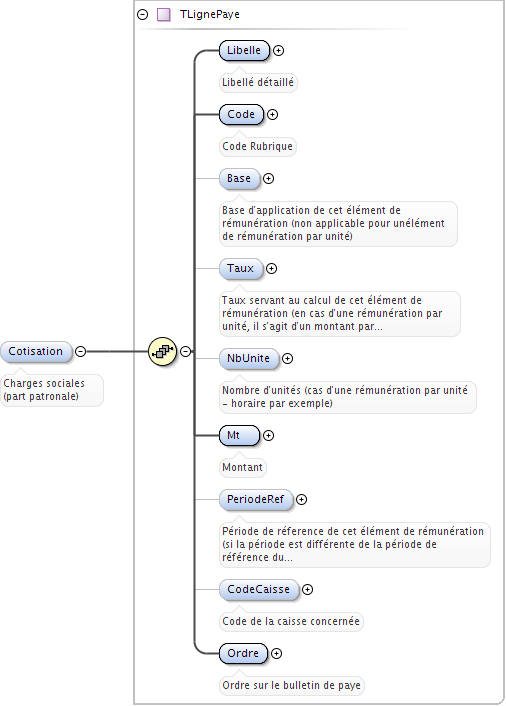 TLignePaye
Libelle
Libellé détaillé
Code
Code Rubrique
Base
Base d'application de cet élément de
rémunération (non applicable pour unélément
de rémunération par unité)
Taux
Taux servant au calcul de cet élément de
rémunération (en cas d'une rémunération par
unité, il s'agit d'un montant par...
Cotisation
Charges sociales
(part patronale)
NbUnite
Nombre d'unités (cas d'une rémunération par unité
- horaire par exemple)
Mt
Montant
PeriodeRef
Période de réference de cet élément de rémunération
(si la période est différente de la période de
référence du...
CodeCaisse
Code de la caisse concernée
Ordre
Ordre sur le bulletin de paye